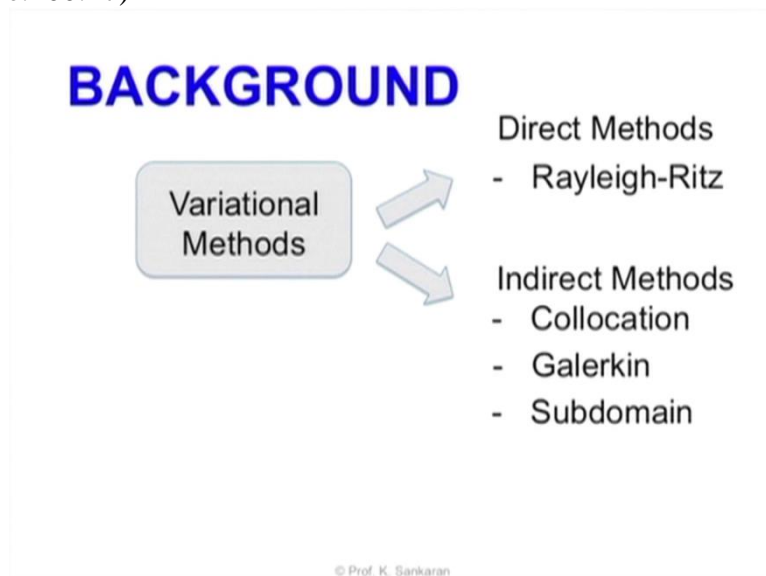 BACKGROUND
Variational
Methods
Direct Methods
- Rayleigh-Ritz
Indirect Methods
- Collocation
- Galerkin
- Subdomain
© Prof. K. Sankaran